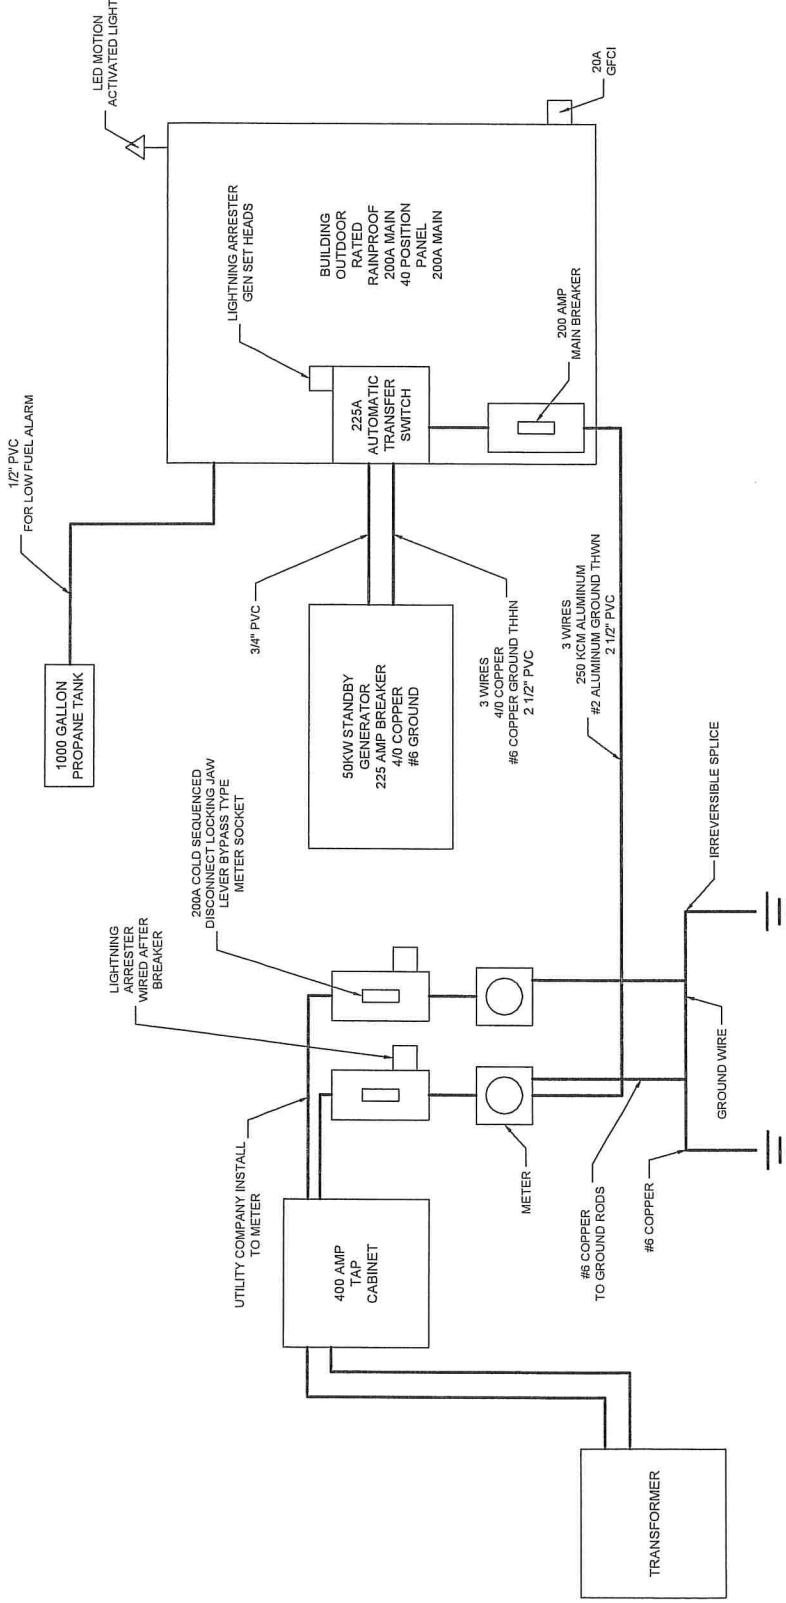 LED MOTION
ACTIVATED LIGHT
20A
GFCI
LIGHTNING ARRESTER
GEN SET HEADS
BUILDING
OUTDOOR
RATED
RAINPROOF
200A MAIN
40 POSITION
PANEL
200A MAIN
200 AMP
MAIN BREAKER
225A
AUTOMATIC
TRANSFER
SWITCH
1/2" PVC
FOR LOW FUEL ALARM
1000 GALLON
PROPANE TANK
3/4" PVC
3 WIRES
4/0 COPPER
#6 COPPER GROUND THHN
2 1/2" PVC
3 WIRES
250 KCM ALUMINUM
#2 ALUMINUM GROUND THWN
2 1/2" PVC
50KW STANDBY
GENERATOR
225 AMP BREAKER
4/0 COPPER
#6 GROUND
200A COLD SEQUENCED
DISCONNECT LOCKING JAW
LEVER BYPASS TYPE
METER SOCKET
LIGHTNING
ARRESTER
WIRED AFTER
BREAKER
IRREVERSIBLE SPLICE
GROUND WIRE
UTILITY COMPANY INSTALL
TO METER
METER
#6 COPPER
TO GROUND RODS
#6 COPPER
400 AMP
TAP
CABINET
TRANSFORMER